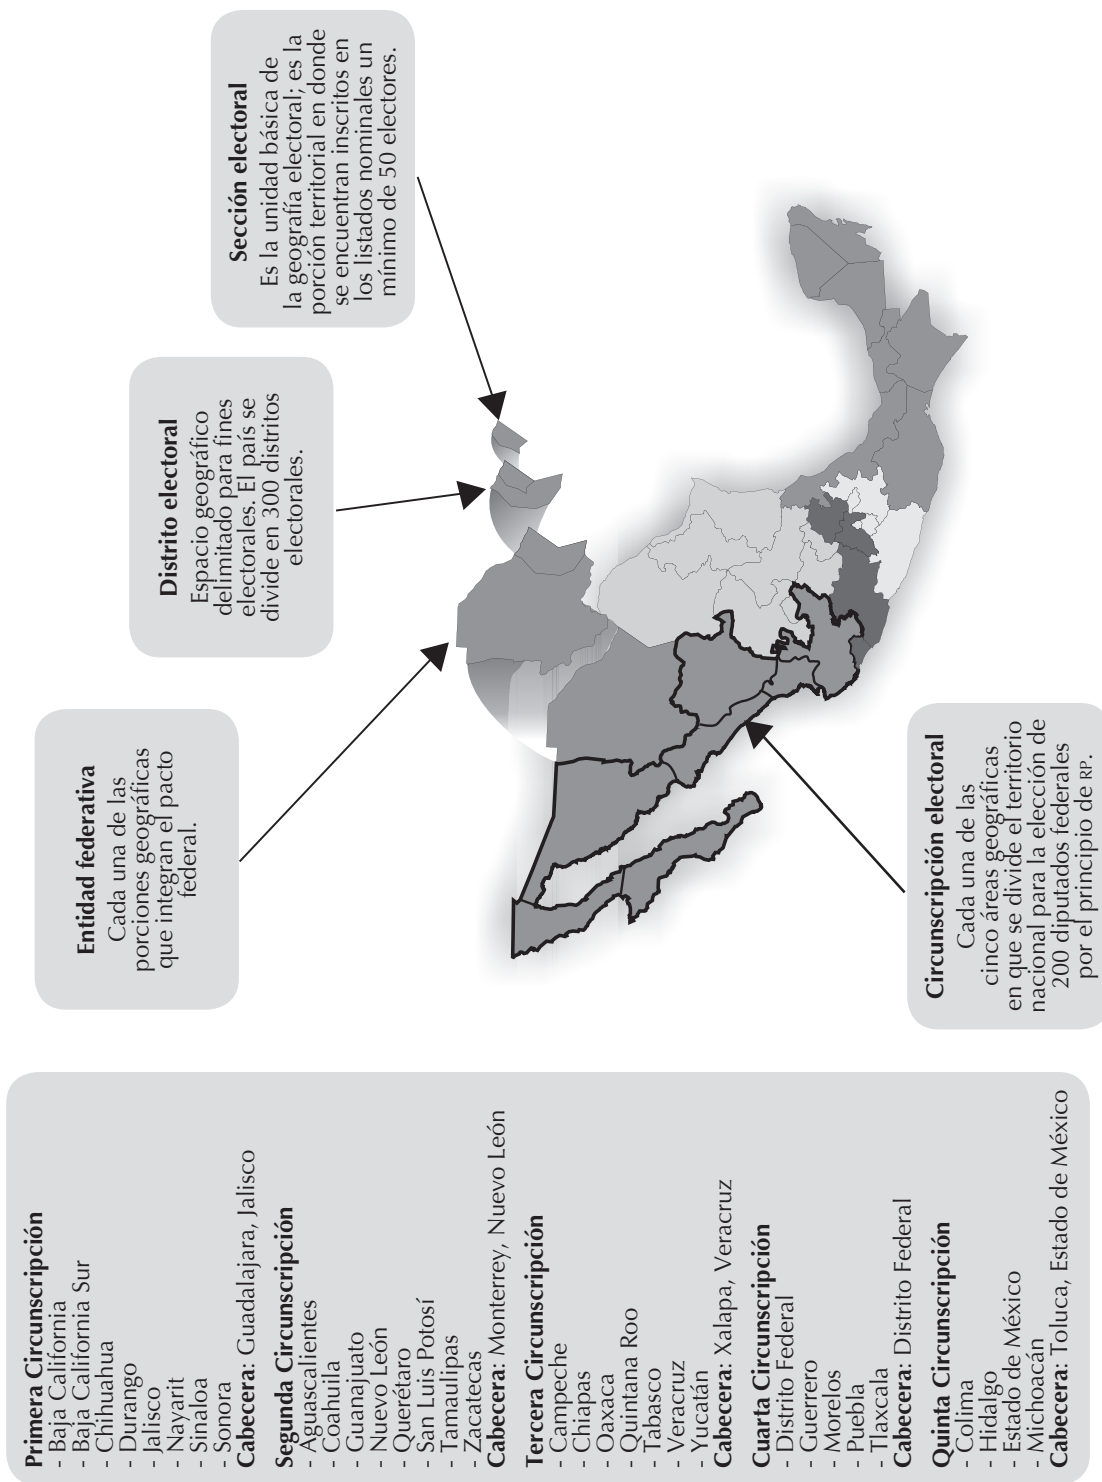 Primera Circunscripción
- Baja California
- Baja California Sur
- Chihuahua
- Durango
- Jalisco
- Nayarit
- Sinaloa
- Sonora
Cabecera: Guadalajara, Jalisco
Segunda Circunscripción
- Aguascalientes
- Coahuila
- Guanajuato
- Nuevo León
- Querétaro
- San Luis Potosí
- Tamaulipas
- Zacatecas
Cabecera: Monterrey, Nuevo León
Tercera Circunscripción
- Campeche
- Chiapas
- Oaxaca
- Quintana Roo
- Tabasco
- Veracruz
- Yucatán
Cabecera: Xalapa, Veracruz
Cuarta Circunscripción
- Distrito Federal
- Guerrero
- Morelos
- Puebla
- Tlaxcala
Cabecera: Distrito Federal
Quinta Circunscripción
- Colima
- Hidalgo
- Estado de México
- Michoacán
Cabecera: Toluca, Estado de México
Entidad federativa
Cada una de las
porciones geográficas
que integran el pacto
federal.
Distrito electoral
Espacio geográfico
delimitado para fines
electorales. El país se
divide en 300 distritos
electorales.
Sección electoral
Es la unidad básica de
la geografía electoral; es la
porción territorial en donde
se encuentran inscritos en
los listados nominales un
mínimo de 50 electores.
Circunscripción electoral
Cada una de las
cinco áreas geográficas
en que se divide el territorio
nacional para la elección de
200 diputados federales
por el principio de RP.